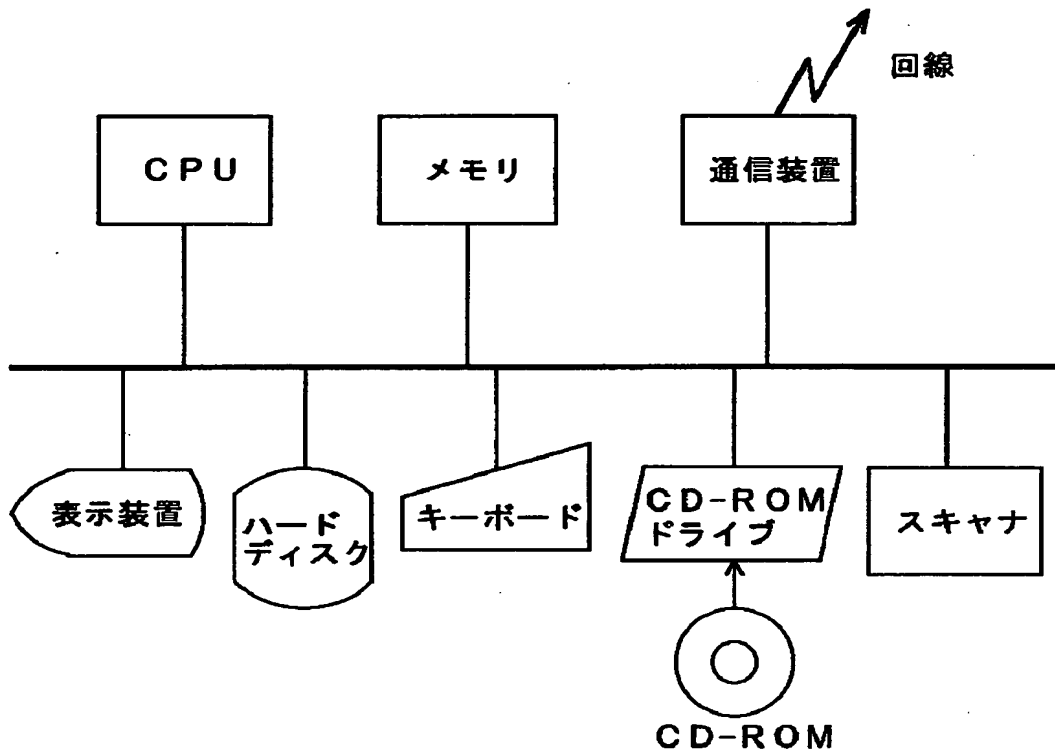 回線
CPU
メモリ
通信装置
表示装置
ハード
ディスク
キーボード
CD-ROM
ドライブ
スキャナ
CD-ROM